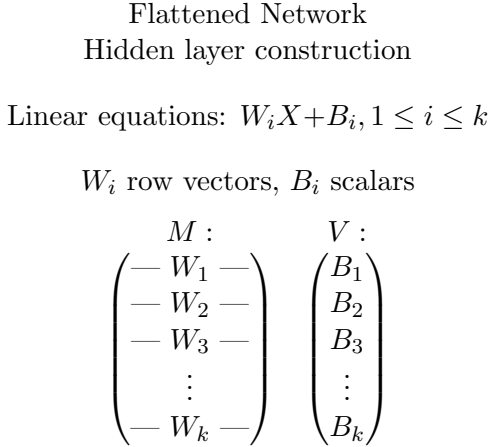 Flattened Network
Hidden layer construction
Linear equations: W_iX+B_i, 1 ≤ i ≤ k
W_i row vectors, B_i scalars
M : V :
— W_1 — B_1
— W_2 — B_2
— W_3 — B_3
⋮ ⋮
— W_k — B_k